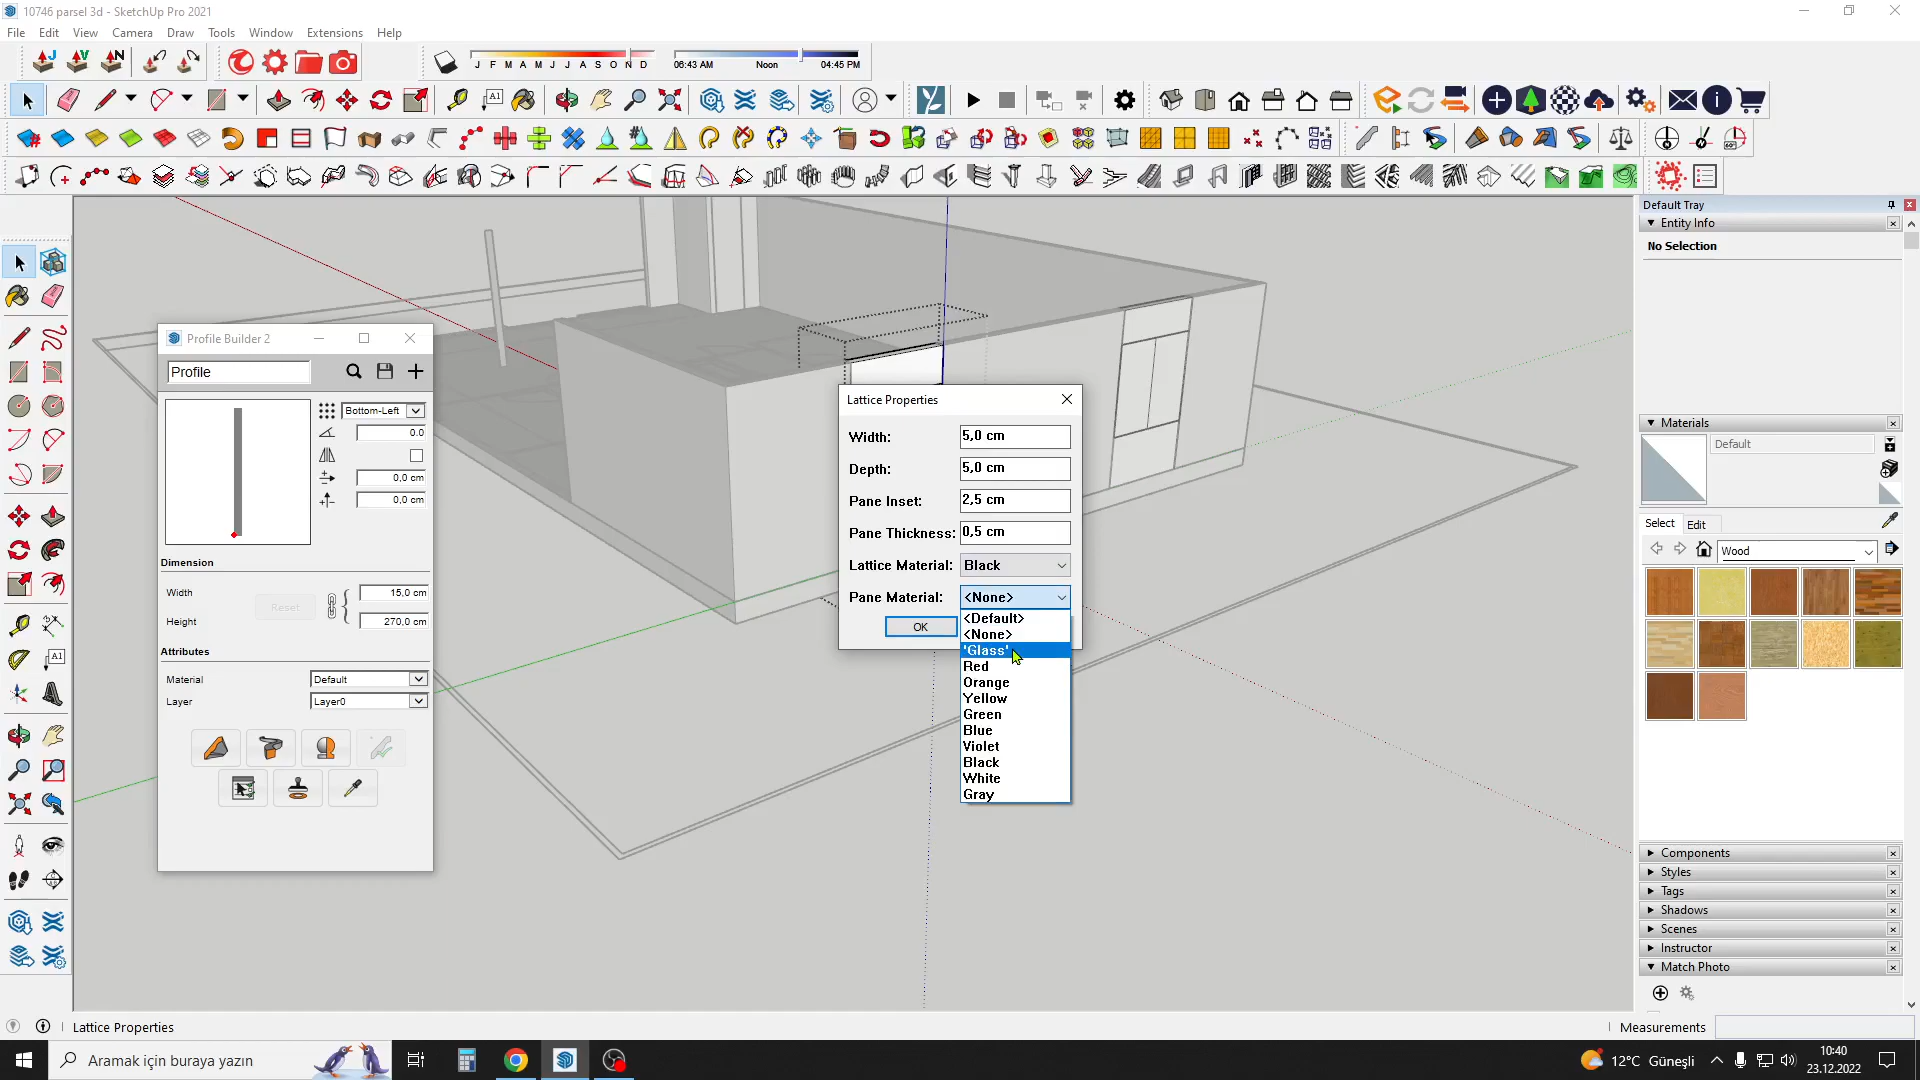 10746 parsel 3d - SketchUp Pro 2021
File Edit View Camera Draw Tools Window Extensions Help
J V N
J F M A M J J A S O N D
06:43 AM Noon 04:45 PM
A1
Default Tray
Entity Info
No Selection
Profile Builder 2
Profile
Bottom-Left
0.0
0,0 cm
0,0 cm
Dimension
Width 15,0 cm
Reset
Height 270,0 cm
Attributes
Material Default
Layer Layer0
Lattice Properties
Width: 5,0 cm
Depth: 5,0 cm
Pane Inset: 2,5 cm
Pane Thickness: 0,5 cm
Lattice Material: Black
Pane Material: <None>
OK
<Default>
<None>
'Glass'
Red
Orange
Yellow
Green
Blue
Violet
Black
White
Gray
Materials
Default
Select Edit
Wood
Components
Styles
Tags
Shadows
Scenes
Instructor
Match Photo
A1
Lattice Properties
Measurements
Aramak için buraya yazın
12°C Güneşli
10:40
23.12.2022